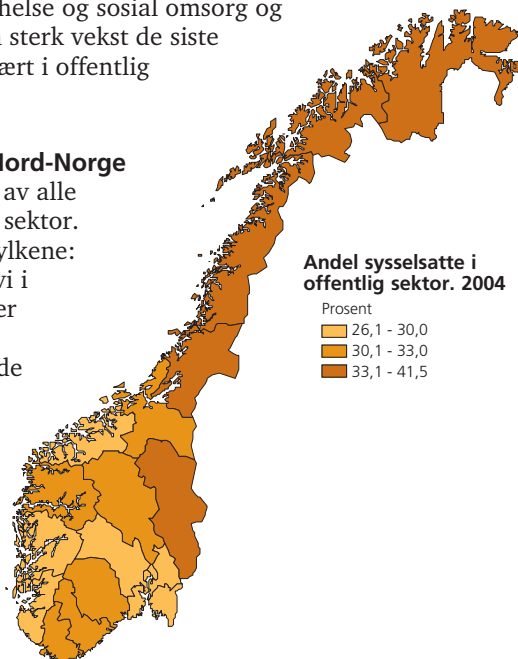 helse og sosial omsorg og
sterk vekst de siste
ært i offentlig
Nord-Norge
av alle
sektor.
ylkene:
vi i
er
de
Andel sysselsatte i
offentlig sektor. 2004
Prosent
26,1 - 30,0
30,1 - 33,0
33,1 - 41,5